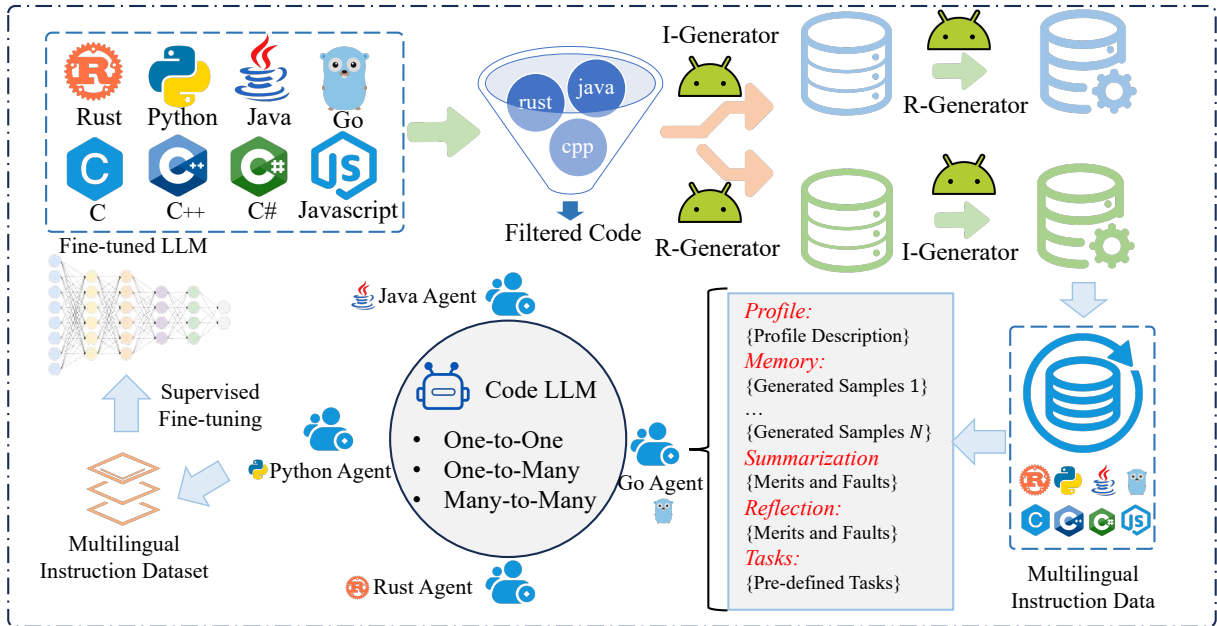 Rust
Python
Java
Go
C
C
C++
C++
C#
C#
JS
Javascript
Fine-tuned LLM
rust
java
cpp
Filtered Code
I-Generator
R-Generator
R-Generator
I-Generator
Java Agent
Code LLM
• One-to-One
• One-to-Many
• Many-to-Many
Python Agent
Go Agent
Rust Agent
Supervised
Fine-tuning
Multilingual
Instruction Dataset
Profile:
{Profile Description}
Memory:
{Generated Samples 1}
…
{Generated Samples N}
Summarization
{Merits and Faults}
Reflection:
{Merits and Faults}
Tasks:
{Pre-defined Tasks}
C
C++
C#
JS
Multilingual
Instruction Data